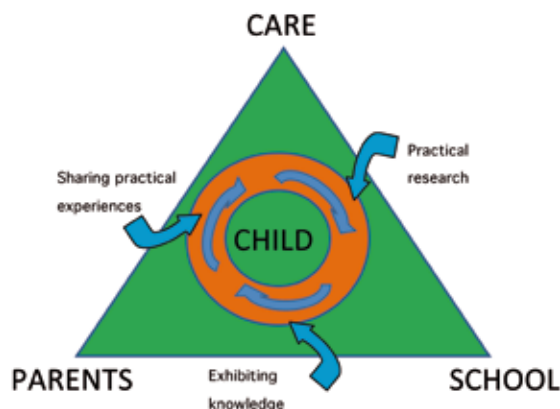 CARE
Practical
research
Sharing practical
experiences
CHILD
PARENTS
Exhibiting
knowledge
SCHOOL